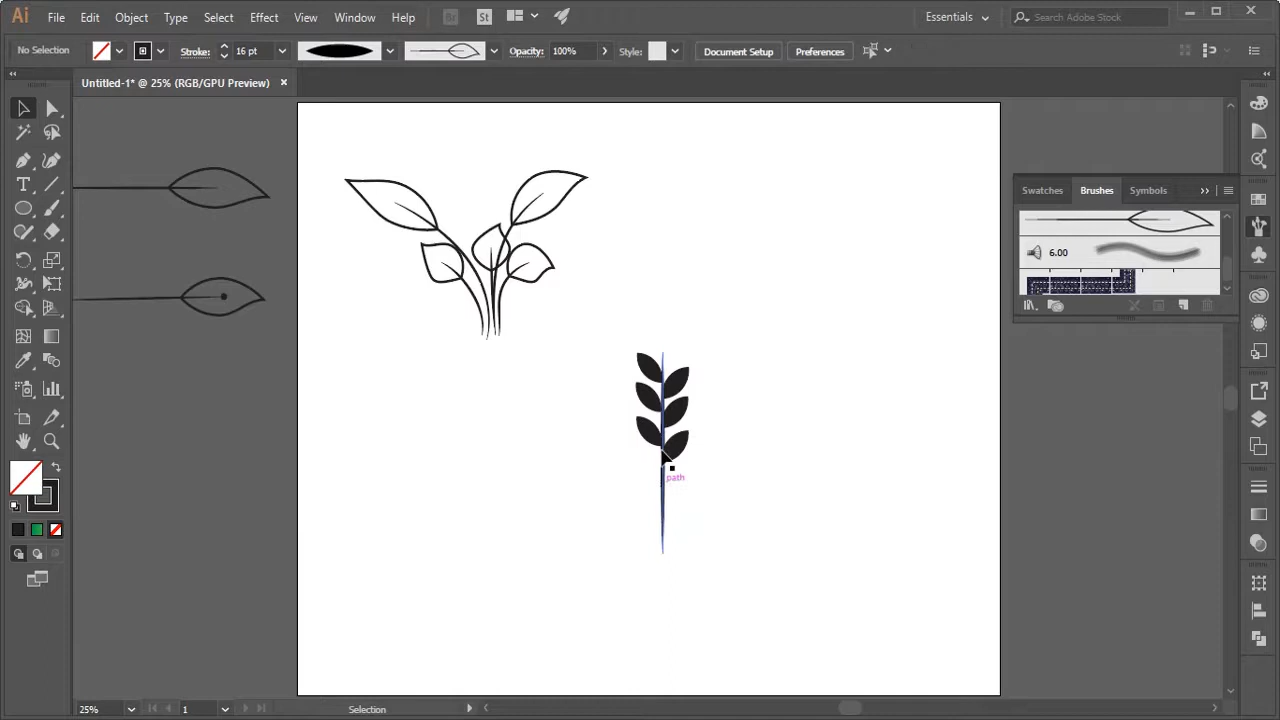 Ai File Edit Object Type Select Effect View Window Help Br St Essentials Search Adobe Stock
No Selection Stroke: 16 pt Opacity: 100% Style: Document Setup Preferences
Untitled-1* @ 25% (RGB/GPU Preview)
Swatches Brushes Symbols
6.00
path
25% 1 Selection